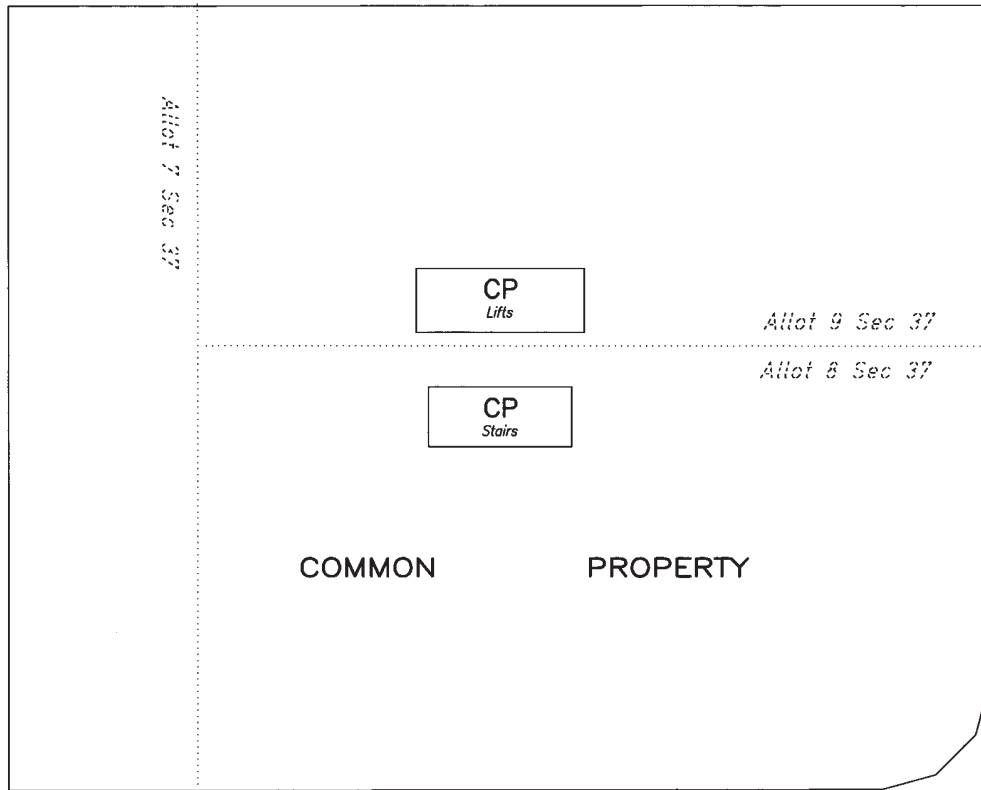 Allot 7 Sec 37
CP
Lifts
Allot 9 Sec 37
Allot 8 Sec 37
CP
Stairs
COMMON PROPERTY